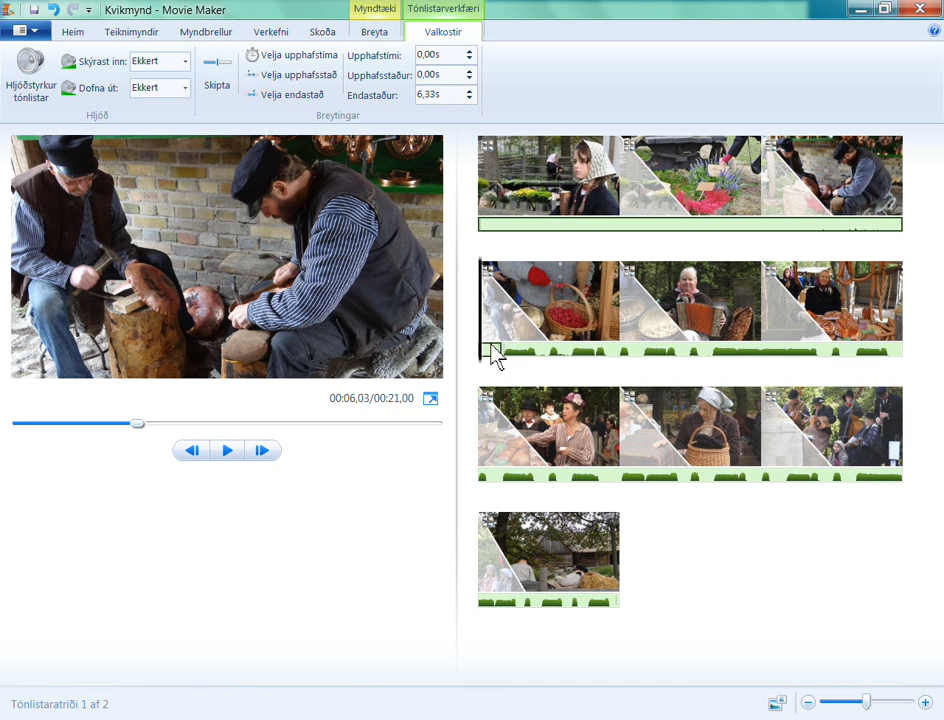 Kvikmynd - Movie Maker
Myndtæki
Tónlistarverkfæri
Heim
Teiknimyndir
Myndbrellur
Verkefni
Skoða
Breyta
Valkostir
Hljóðstyrkur tónlistar
Skýrast inn: Ekkert
Dofna út: Ekkert
Hljóð
Skipta
Velja upphafstíma
Velja upphafsstað
Velja endastað
Upphafstími: 0,00s
Upphafsstaður: 0,00s
Endastaður: 6,33s
Breytingar
00:06,03/00:21,00
Tónlistaratriði 1 af 2